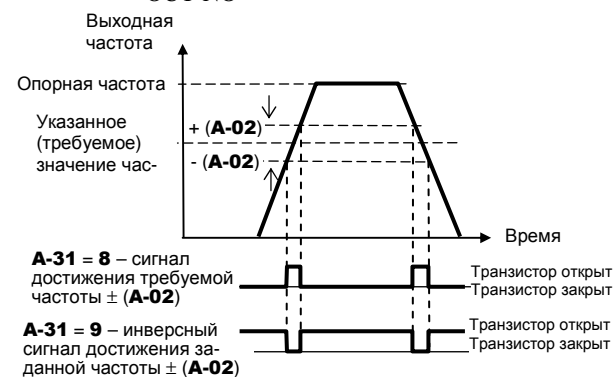 Выходная
частота
Опорная частота
Указанное
(требуемое)
значение час-
+ (A-02)
- (A-02)
Время
A-31 = 8 – сигнал
достижения требуемой
частоты ± (A-02)
Транзистор открыт
Транзистор закрыт
A-31 = 9 – инверсный
сигнал достижения за-
данной частоты ± (A-02)
Транзистор открыт
Транзистор закрыт